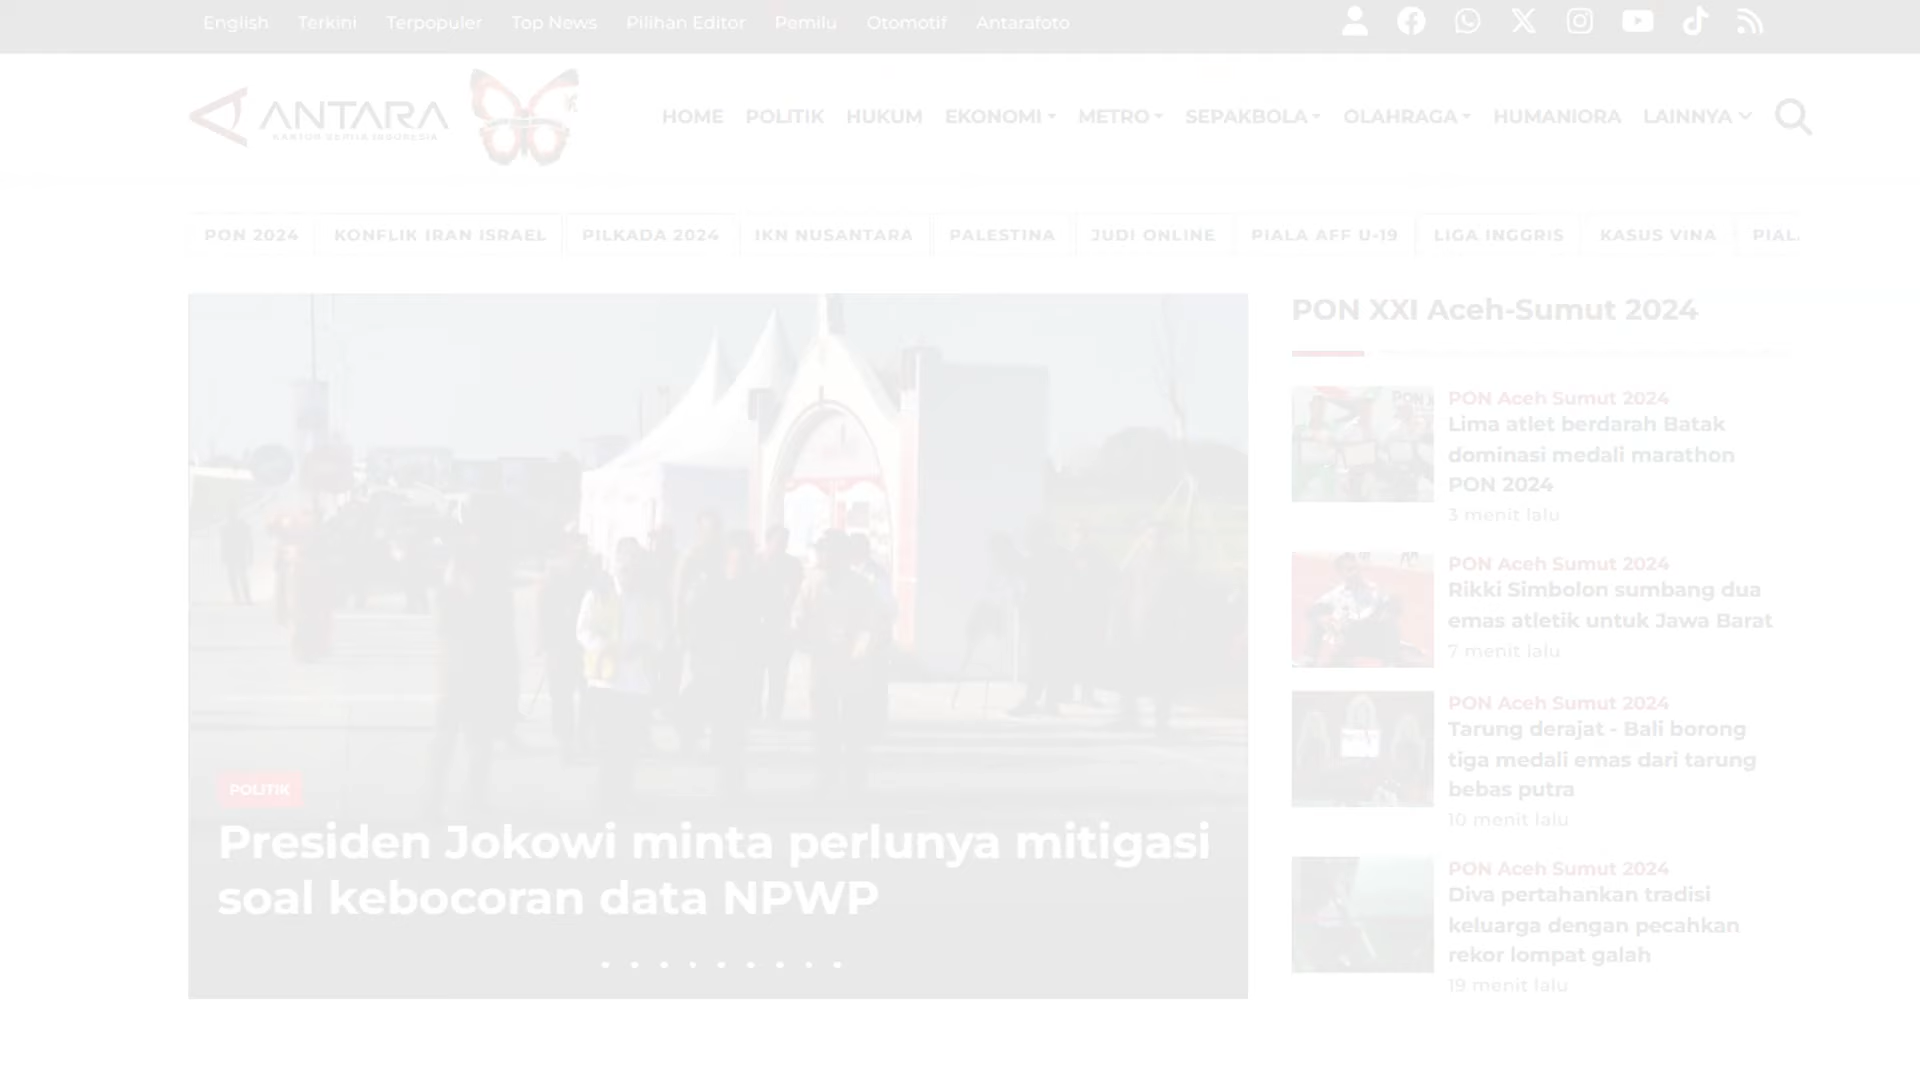 English Terkini Terpopuler Top News Pilihan Editor Pemilu Otomotif Antarafoto
ANTARA
KANTOR BERITA INDONESIA
HOME POLITIK HUKUM EKONOMI METRO SEPAKBOLA OLAHRAGA HUMANIORA LAINNYA
PON 2024 KONFLIK IRAN ISRAEL PILKADA 2024 IKN NUSANTARA PALESTINA JUDI ONLINE PIALA AFF U-19 LIGA INGGRIS KASUS VINA PIAL
POLITIK
Presiden Jokowi minta perlunya mitigasi
soal kebocoran data NPWP
PON XXI Aceh-Sumut 2024
PON Aceh Sumut 2024
Lima atlet berdarah Batak
dominasi medali marathon
PON 2024
3 menit lalu
PON Aceh Sumut 2024
Rikki Simbolon sumbang dua
emas atletik untuk Jawa Barat
7 menit lalu
PON Aceh Sumut 2024
Tarung derajat - Bali borong
tiga medali emas dari tarung
bebas putra
10 menit lalu
PON Aceh Sumut 2024
Diva pertahankan tradisi
keluarga dengan pecahkan
rekor lompat galah
19 menit lalu